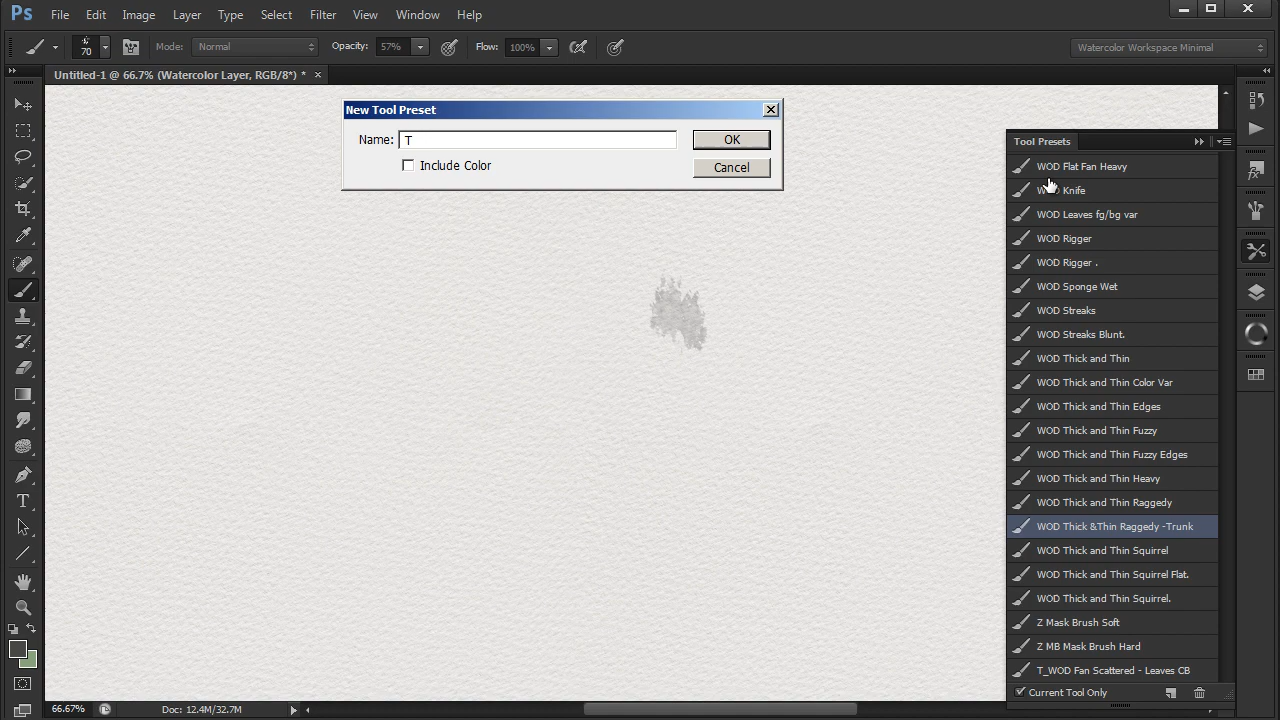 Ps File Edit Image Layer Type Select Filter View Window Help
70 Mode: Normal Opacity: 57% Flow: 100% Watercolor Workspace Minimal
Untitled-1 @ 66.7% (Watercolor Layer, RGB/8*) * ×
New Tool Preset
Name: T OK
Include Color Cancel
Tool Presets
WOD Flat Fan Heavy
Knife
WOD Leaves fg/bg var
WOD Rigger
WOD Rigger .
WOD Sponge Wet
WOD Streaks
WOD Streaks Blunt.
WOD Thick and Thin
WOD Thick and Thin Color Var
WOD Thick and Thin Edges
WOD Thick and Thin Fuzzy
WOD Thick and Thin Fuzzy Edges
WOD Thick and Thin Heavy
WOD Thick and Thin Raggedy
WOD Thick &Thin Raggedy -Trunk
WOD Thick and Thin Squirrel
WOD Thick and Thin Squirrel Flat.
WOD Thick and Thin Squirrel.
Z Mask Brush Soft
Z MB Mask Brush Hard
T_WOD Fan Scattered - Leaves CB
Current Tool Only
66.67% Doc: 12.4M/32.7M